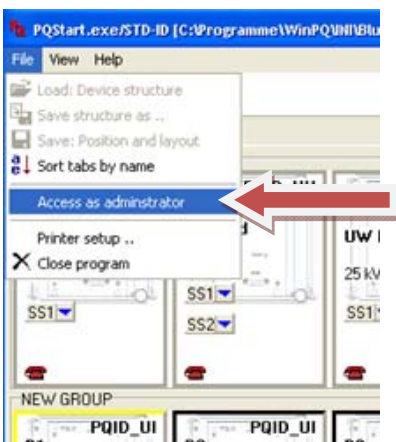 PQStart.exe/STD-ID [C:\Programme\WinPQ\INI\Blu
File View Help
Load: Device structure
Save structure as ..
Save: Position and layout
Sort tabs by name
Access as adminstrator
Printer setup ..
Close program
UW
25 kV
SS1
SS1
SS1
SS2
NEW GROUP
PQID_UI
PQID_UI